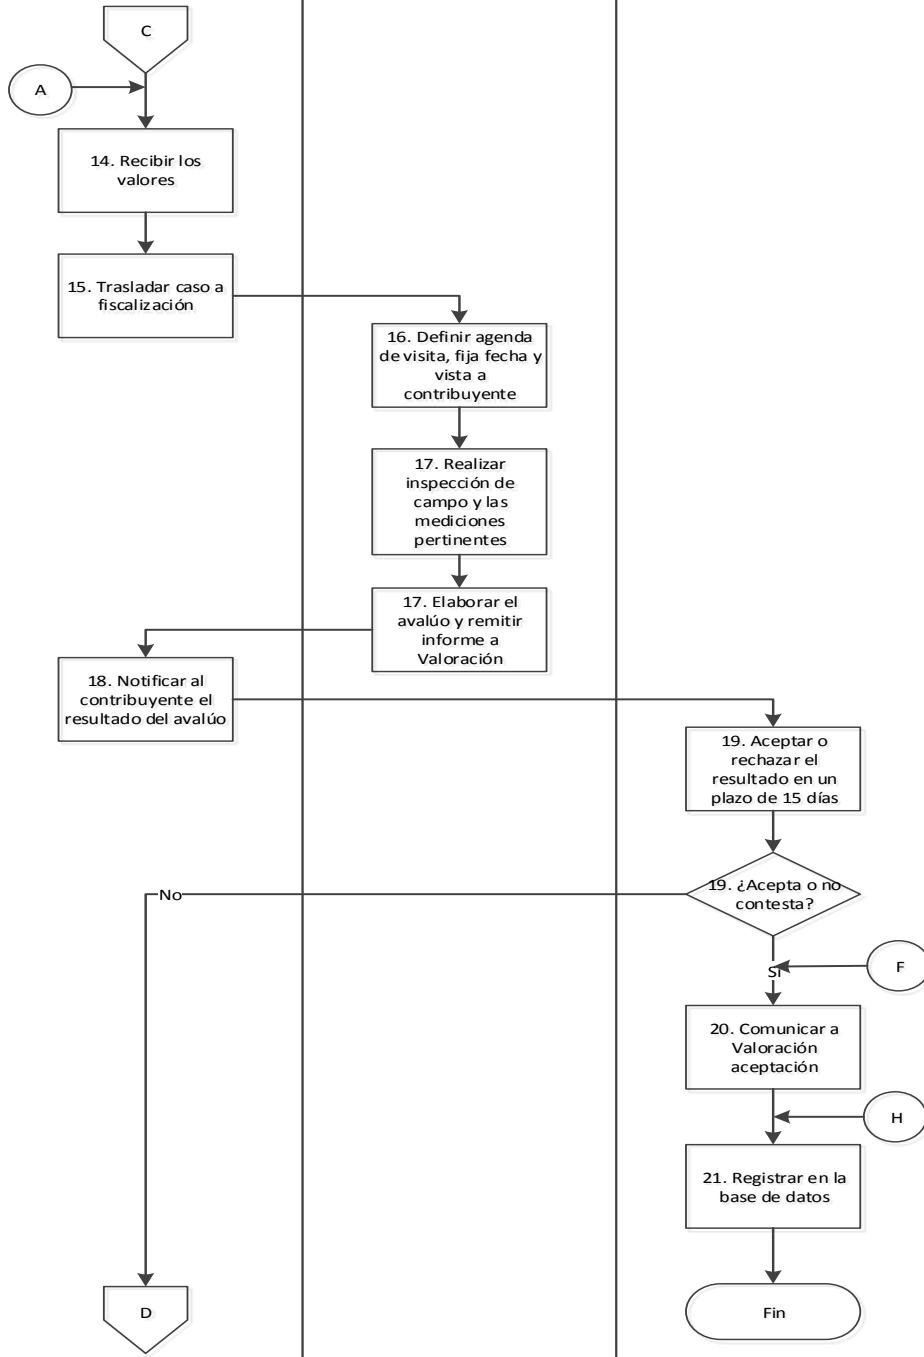 C
A
14. Recibir los
valores
15. Trasladar caso a
fiscalización
16. Definir agenda
de visita, fija fecha y
vista a
contribuyente
17. Realizar
inspección de
campo y las
mediciones
pertinentes
17. Elaborar el
avalúo y remitir
informe a
Valoración
18. Notificar al
contribuyente el
resultado del avalúo
19. Aceptar o
rechazar el
resultado en un
plazo de 15 días
19. ¿Acepta o no
contesta?
No
Si
F
20. Comunicar a
Valoración
aceptación
H
21. Registrar en la
base de datos
D
Fin